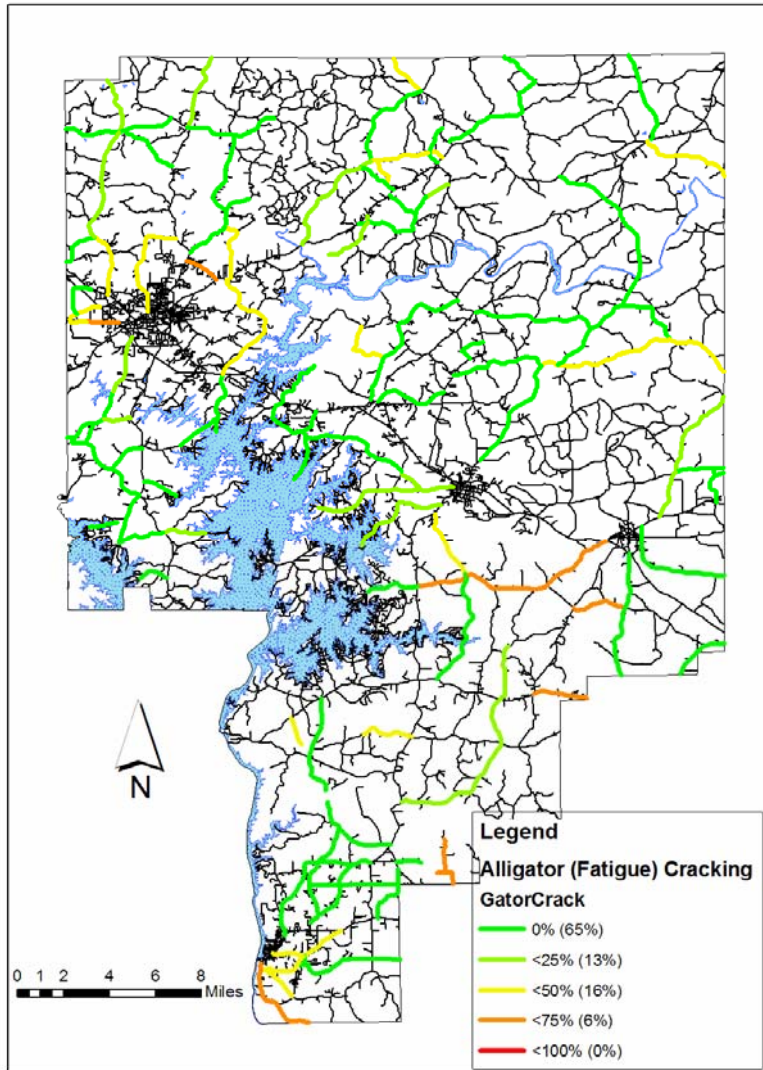 N
Legend
Alligator (Fatigue) Cracking
GatorCrack
0% (65%)
<25% (13%)
<50% (16%)
<75% (6%)
<100% (0%)
0 1 2 4 6 8
Miles